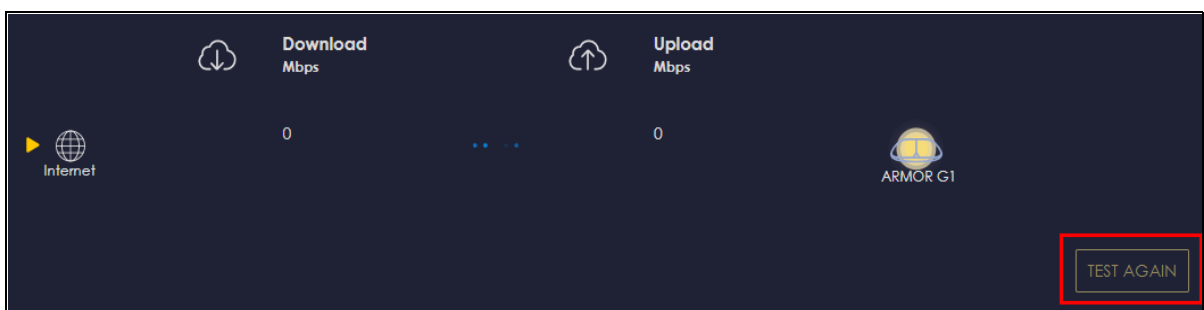 Download
Mbps
Upload
Mbps
0
0
Internet
ARMOR G1
TEST AGAIN